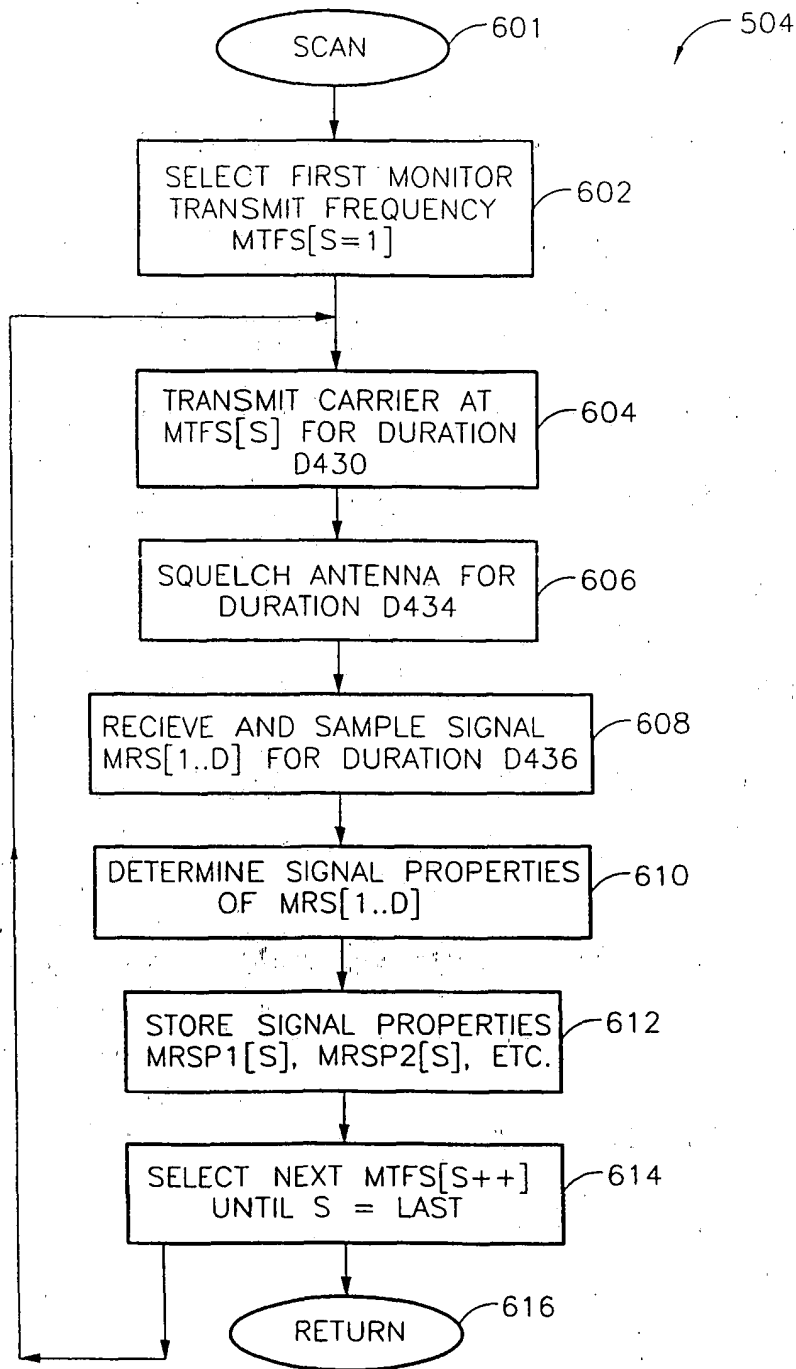 SCAN
601
504
SELECT FIRST MONITOR
TRANSMIT FREQUENCY
MTFS[S=1]
602
TRANSMIT CARRIER AT
MTFS[S] FOR DURATION
D430
604
SQUELCH ANTENNA FOR
DURATION D434
606
RECIEVE AND SAMPLE SIGNAL
MRS[1..D] FOR DURATION D436
608
DETERMINE SIGNAL PROPERTIES
OF MRS[1..D]
610
STORE SIGNAL PROPERTIES
MRSP1[S], MRSP2[S], ETC.
612
SELECT NEXT MTFS[S++]
UNTIL S = LAST
614
RETURN
616